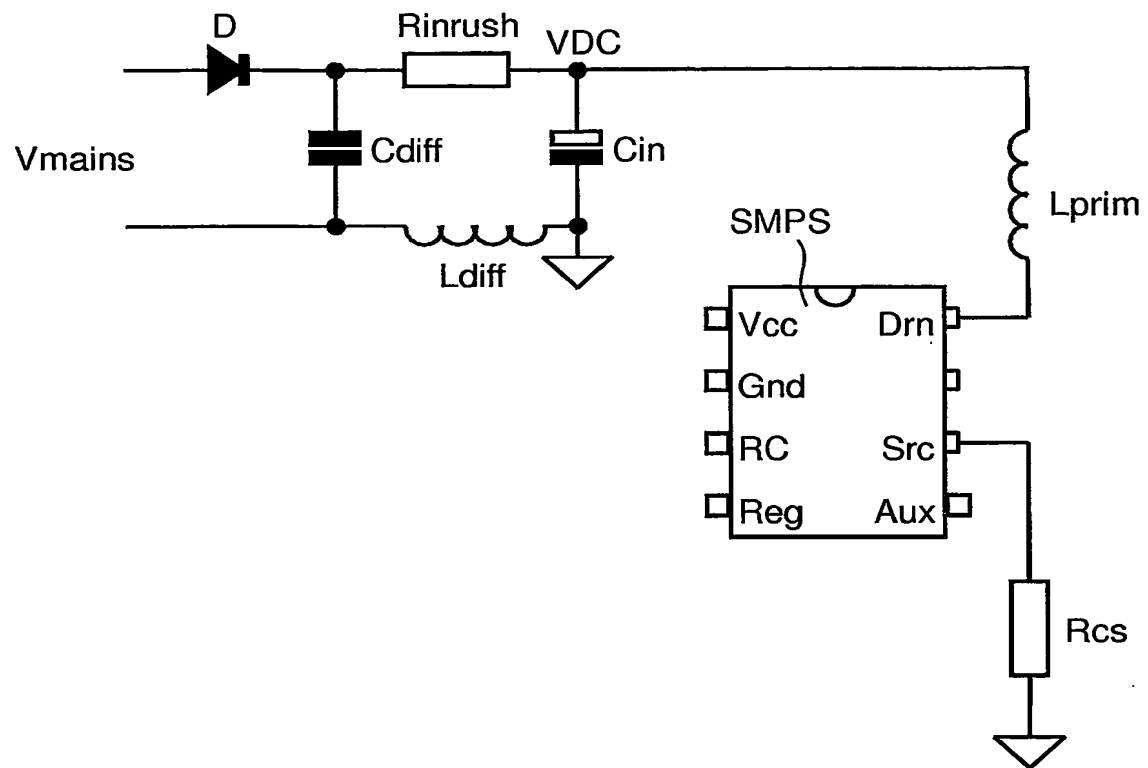 D
Rinrush
VDC
Vmains
Cdiff
Cin
Ldiff
Lprim
SMPS
Vcc
Drn
Gnd
RC
Src
Reg
Aux
Rcs